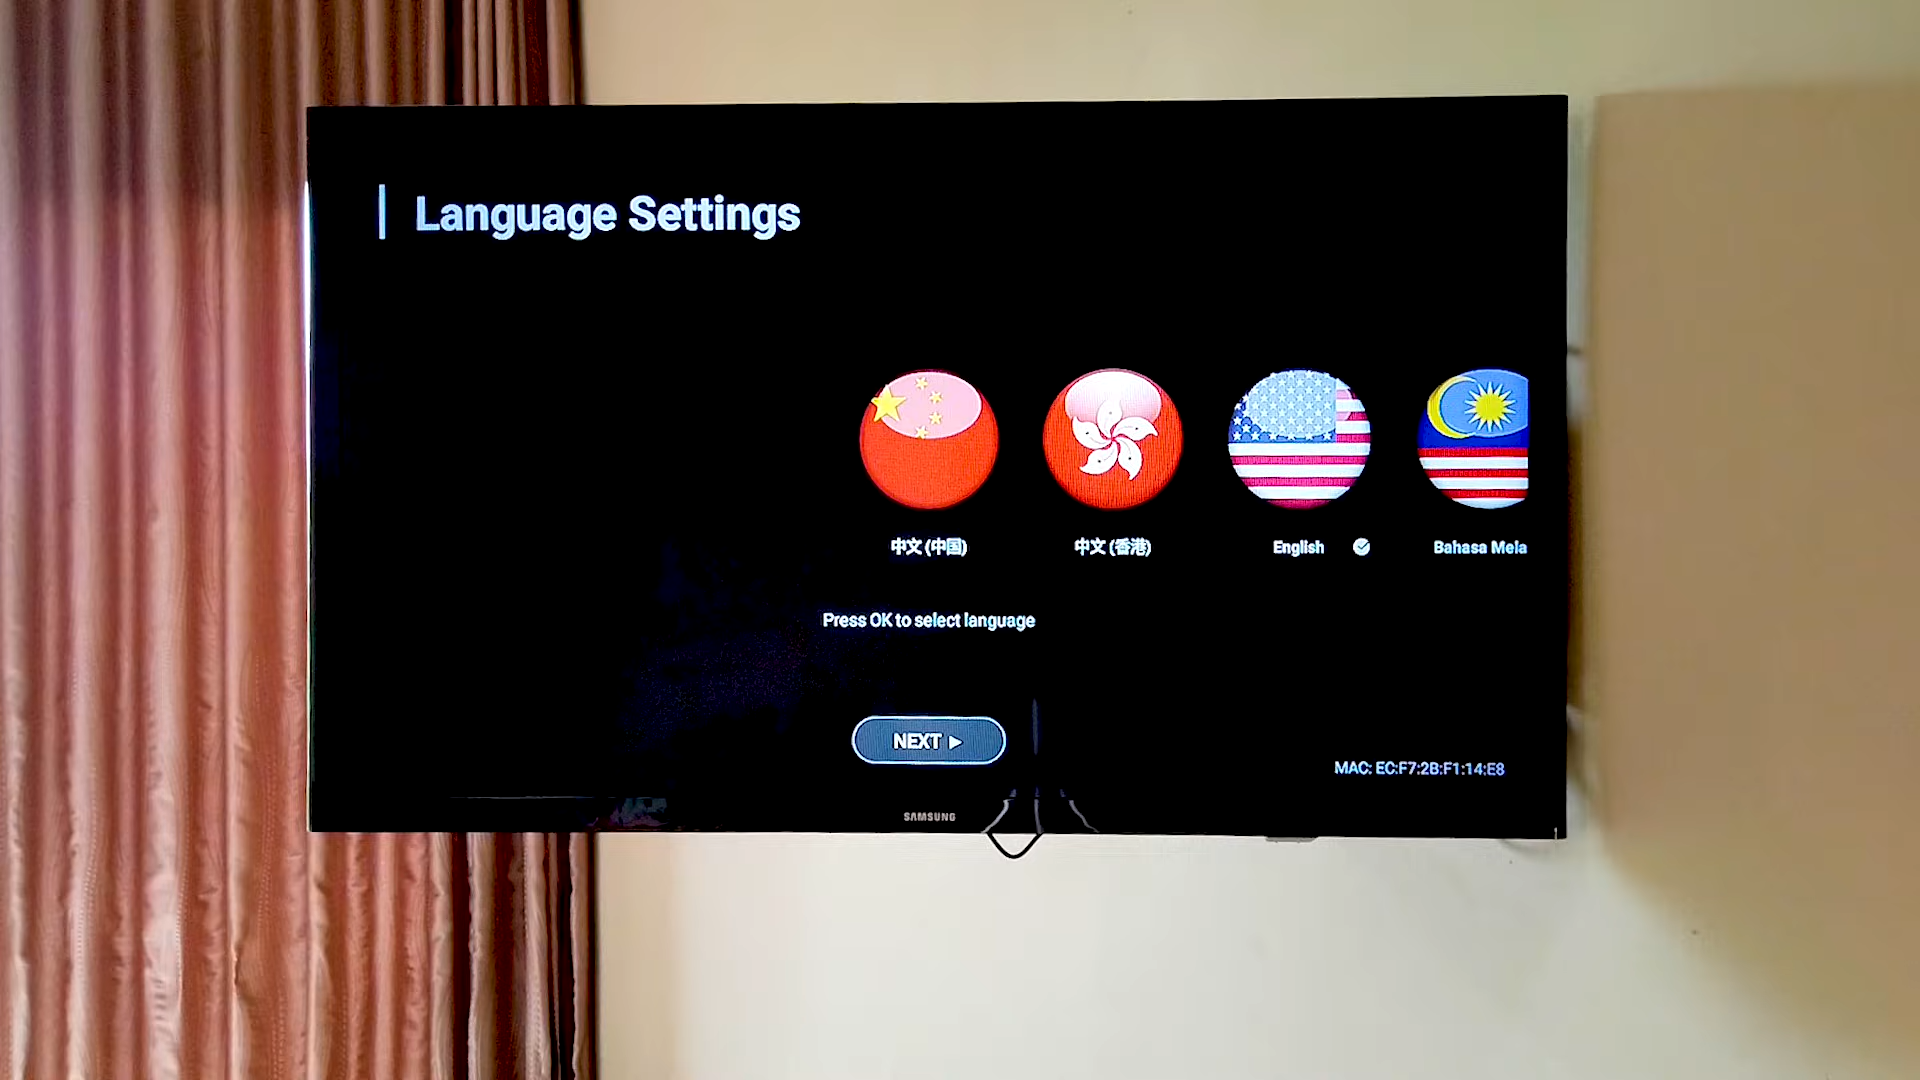 Language Settings
中文 (中国)
中文 (香港)
English
Bahasa Mela
Press OK to select language
NEXT
MAC: EC:F7:2B:F1:14:E8
SAMSUNG